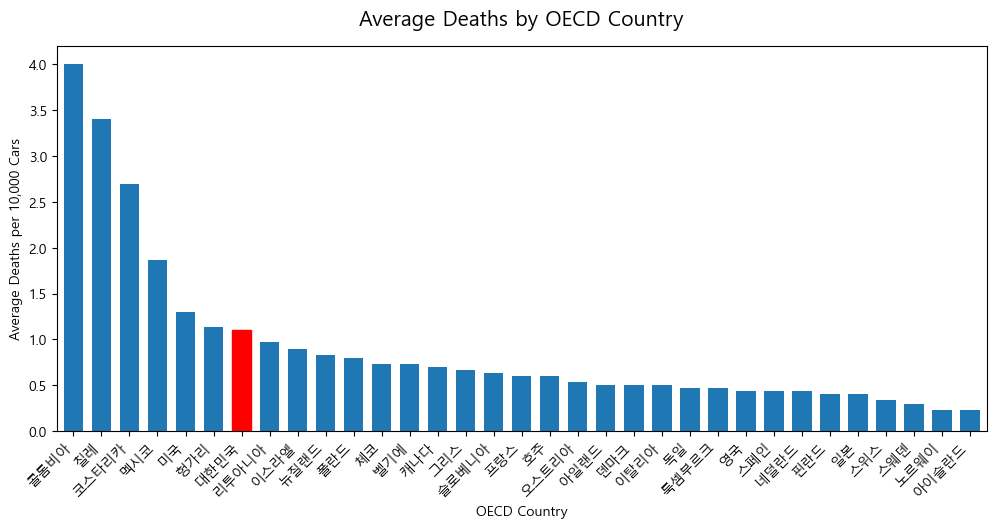 Average Deaths by OECD Country
Average Deaths per 10,000 Cars
4.0
3.5
3.0
2.5
2.0
1.5
1.0
0.5
0.0
콜롬비아
칠레
코스타리카
멕시코
미국
헝가리
대한민국
리투아니아
이스라엘
뉴질랜드
폴란드
체코
벨기에
캐나다
그리스
슬로베니아
프랑스
호주
오스트리아
아일랜드
덴마크
이탈리아
독일
룩셈부르크
영국
스페인
네덜란드
핀란드
일본
스위스
스웨덴
노르웨이
아이슬란드
OECD Country